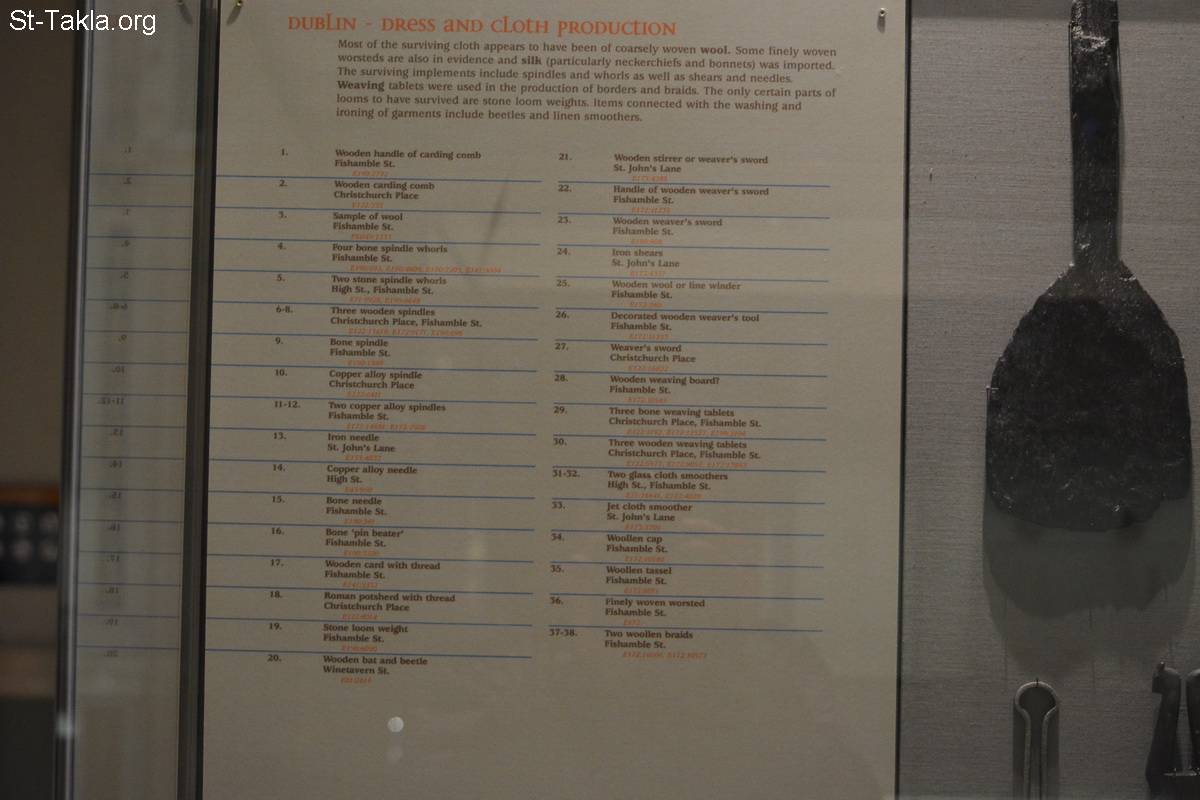 St-Takla.org
DUBLIN - DRESS AND CLOTH PRODUCTION
Most of the surviving cloth appears to have been of coarsely woven wool. Some finely woven
worsteds are also in evidence and silk (particularly neckerchiefs and bonnets) was imported.
The surviving implements include spindles and whorls as well as shears and needles.
Weaving tablets were used in the production of borders and braids. The only certain parts of
looms to have survived are stone loom weights. Items connected with the washing and
ironing of garments include beetles and linen smoothers.
1. Wooden handle of carding comb
Fishamble St.
2. Wooden carding comb
Christchurch Place
3. Sample of wool
Fishamble St.
4. Four bone spindle whorls
Fishamble St.
5. Two stone spindle whorls
High St., Fishamble St.
6-8. Three wooden spindles
Christchurch Place, Fishamble St.
9. Bone spindle
Fishamble St.
10. Copper alloy spindle
Christchurch Place
11-12. Two copper alloy spindles
Fishamble St.
13. Iron needle
St. John's Lane
14. Copper alloy needle
High St.
15. Bone needle
Fishamble St.
16. Bone 'pin beater'
Fishamble St.
17. Wooden card with thread
Fishamble St.
18. Roman potsherd with thread
Christchurch Place
19. Stone loom weight
Fishamble St.
20. Wooden bat and beetle
Winetavern St.
21. Wooden stirrer or weaver's sword
St. John's Lane
22. Handle of wooden weaver's sword
Fishamble St.
23. Wooden weaver's sword
Fishamble St.
24. Iron shears
St. John's Lane
25. Wooden wool or line winder
Fishamble St.
26. Decorated wooden weaver's tool
Fishamble St.
27. Weaver's sword
Christchurch Place
28. Wooden weaving board?
Fishamble St.
29. Three bone weaving tablets
Christchurch Place, Fishamble St.
30. Three wooden weaving tablets
Christchurch Place, Fishamble St.
31-32. Two glass cloth smoothers
High St., Fishamble St.
33. Jet cloth smoother
St. John's Lane
34. Woollen cap
Fishamble St.
35. Woollen tassel
Fishamble St.
36. Finely woven worsted
Fishamble St.
37-38. Two woollen braids
Fishamble St.